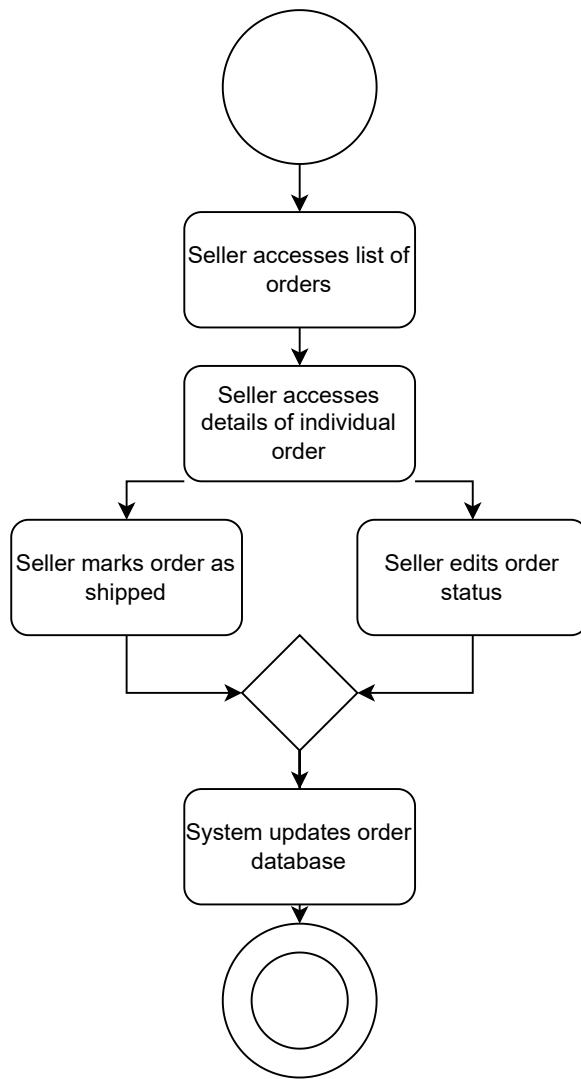 Seller accesses list of
orders
Seller accesses
details of individual
order
Seller marks order as
shipped
Seller edits order
status
System updates order
database